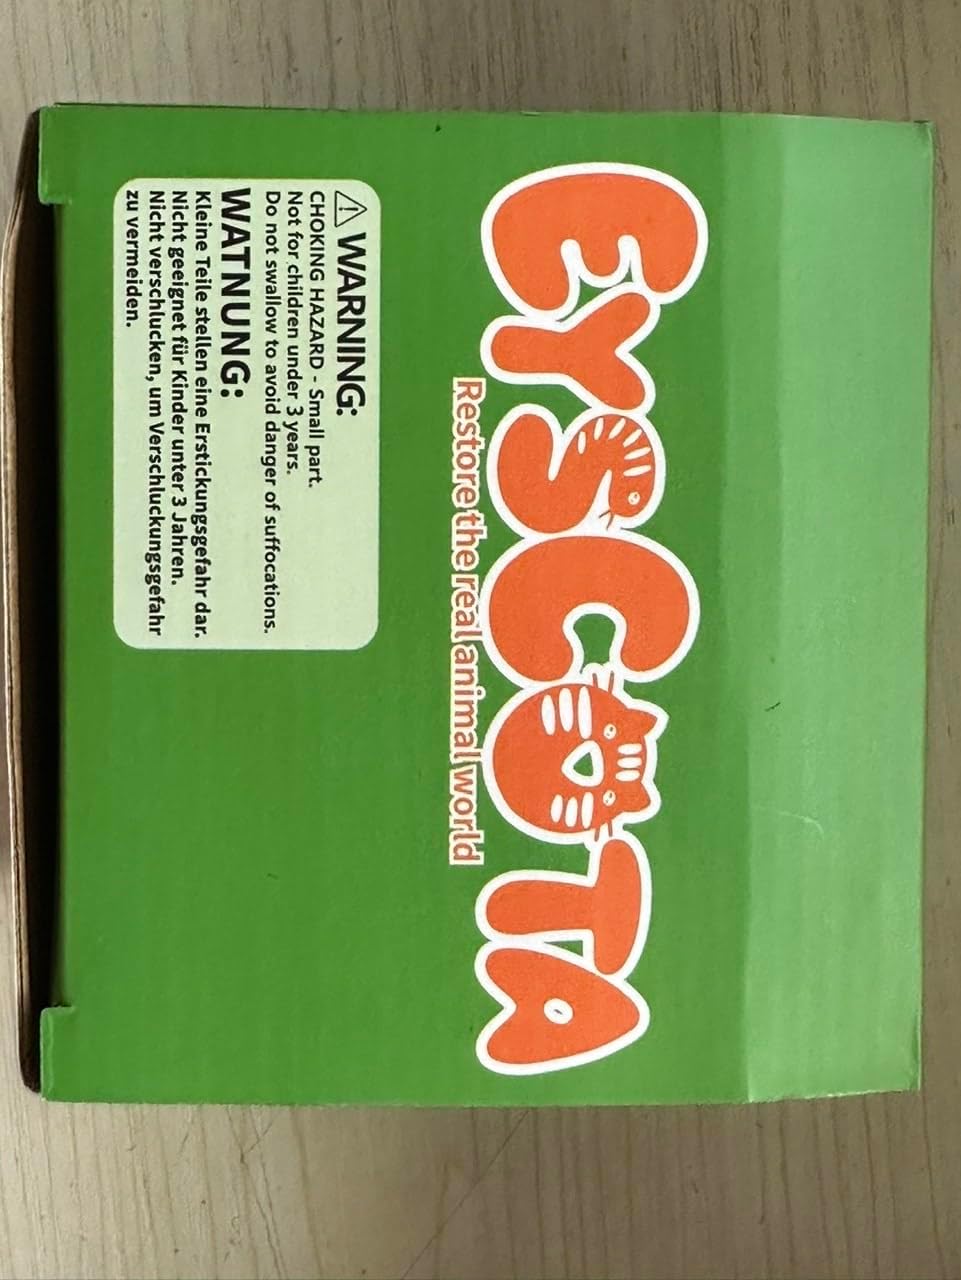 EYSCOTA
Restore the real animal world
⚠ WARNING:
CHOKING HAZARD - Small part.
Not for children under 3 years.
Do not swallow to avoid danger of suffocations.
WATNUNG:
Kleine Teile stellen eine Erstickungsgefahr dar.
Nicht geeignet für Kinder unter 3 Jahren.
Nicht verschlucken, um Verschluckungsgefahr
zu vermeiden.